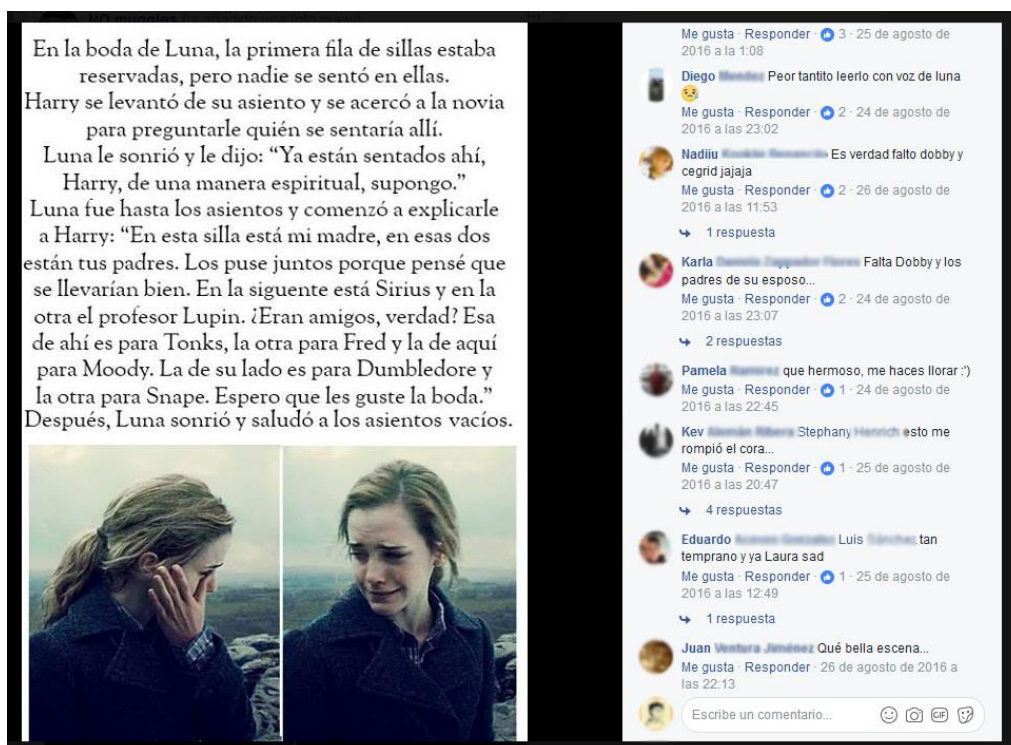 En la boda de Luna, la primera fila de sillas estaba
reservadas, pero nadie se sentó en ellas.
Harry se levantó de su asiento y se acercó a la novia
para preguntarle quién se sentaría allí.
Luna le sonrió y le dijo: “Ya están sentados ahí,
Harry, de una manera espiritual, supongo.”
Luna fue hasta los asientos y comenzó a explicarle
a Harry: “En esta silla está mi madre, en esas dos
están tus padres. Los puse juntos porque pensé que
se llevarían bien. En la siguente está Sirius y en la
otra el profesor Lupin. ¿Eran amigos, verdad? Esa
de ahí es para Tonks, la otra para Fred y la de aquí
para Moody. La de su lado es para Dumbledore y
la otra para Snape. Espero que les guste la boda.”
Después, Luna sonrió y saludó a los asientos vacíos.
Me gusta · Responder · 3 · 25 de agosto de
2016 a la 1:08
Diego Peor tantito leerlo con voz de luna
Me gusta · Responder · 2 · 24 de agosto de
2016 a las 23:02
Nadiiu Es verdad falto dobby y
cegrid jajaja
Me gusta · Responder · 2 · 26 de agosto de
2016 a las 11:53
1 respuesta
Karla Falta Dobby y los
padres de su esposo...
Me gusta · Responder · 2 · 24 de agosto de
2016 a las 23:07
2 respuestas
Pamela que hermoso, me haces llorar :')
Me gusta · Responder · 1 · 24 de agosto de
2016 a las 22:45
Kev Stephany esto me
rompió el cora...
Me gusta · Responder · 1 · 25 de agosto de
2016 a las 20:47
4 respuestas
Eduardo Luis tan
temprano y ya Laura sad
Me gusta · Responder · 1 · 25 de agosto de
2016 a las 12:49
1 respuesta
Juan Qué bella escena...
Me gusta · Responder · 26 de agosto de 2016 a
las 22:13
Escribe un comentario...
GIF